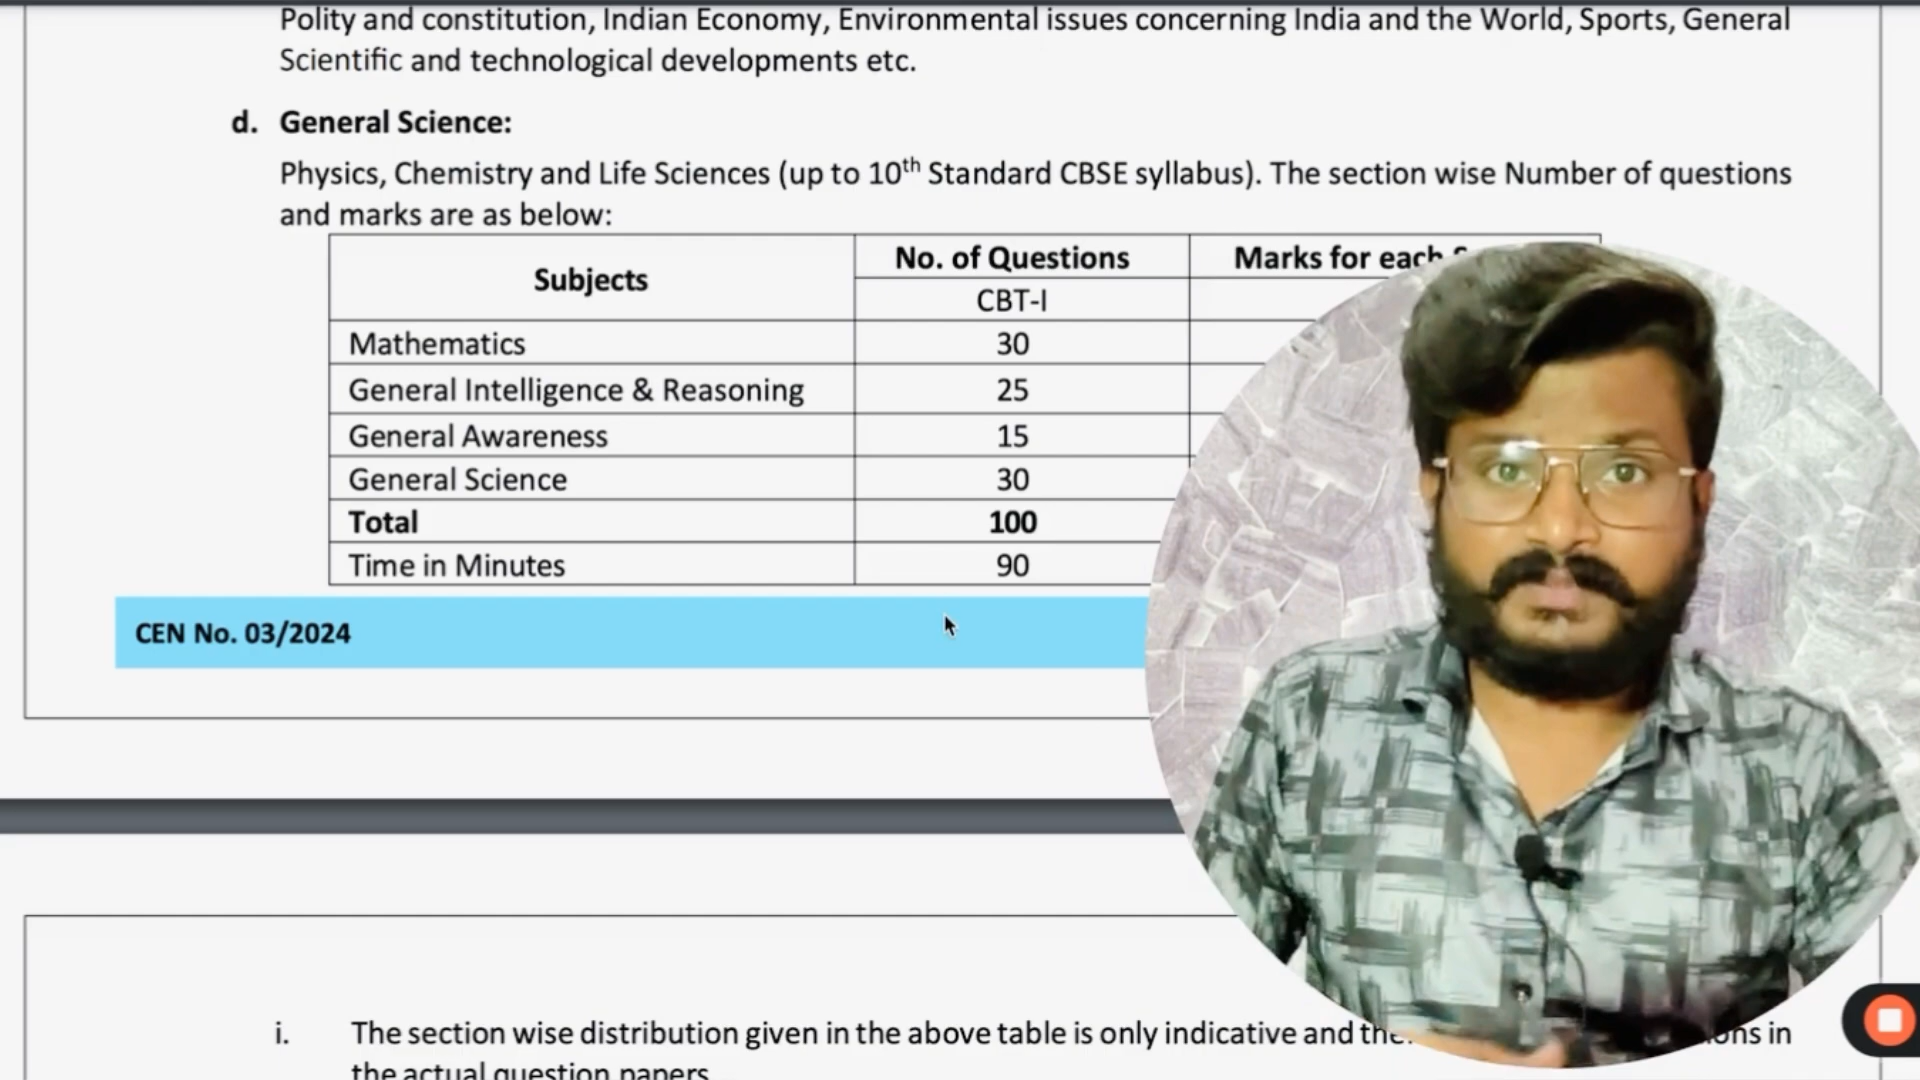 Polity and constitution, Indian Economy, Environmental issues concerning India and the World, Sports, General
Scientific and technological developments etc.
d. General Science:
Physics, Chemistry and Life Sciences (up to 10th Standard CBSE syllabus). The section wise Number of questions
and marks are as below:
Subjects No. of Questions Marks for each
CBT-I
Mathematics 30
General Intelligence & Reasoning 25
General Awareness 15
General Science 30
Total 100
Time in Minutes 90
CEN No. 03/2024
i. The section wise distribution given in the above table is only indicative and in
the actual question papers